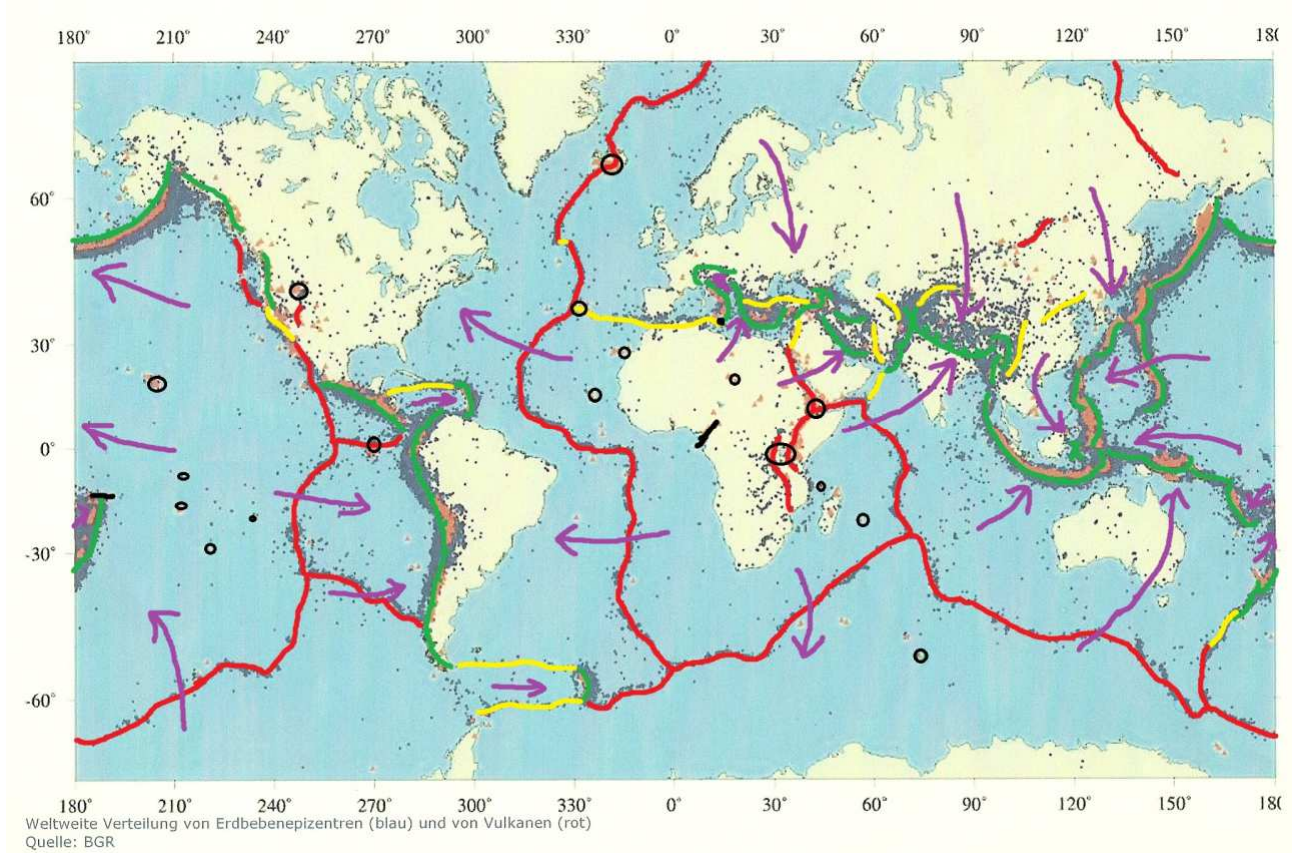 180° 210° 240° 270° 300° 330° 0° 30° 60° 90° 120° 150° 180
60°
30°
0°
-30°
-60°
180° 210° 240° 270° 300° 330° 0° 30° 60° 90° 120° 150° 180
Weltweite Verteilung von Erdbebenepizentren (blau) und von Vulkanen (rot)
Quelle: BGR